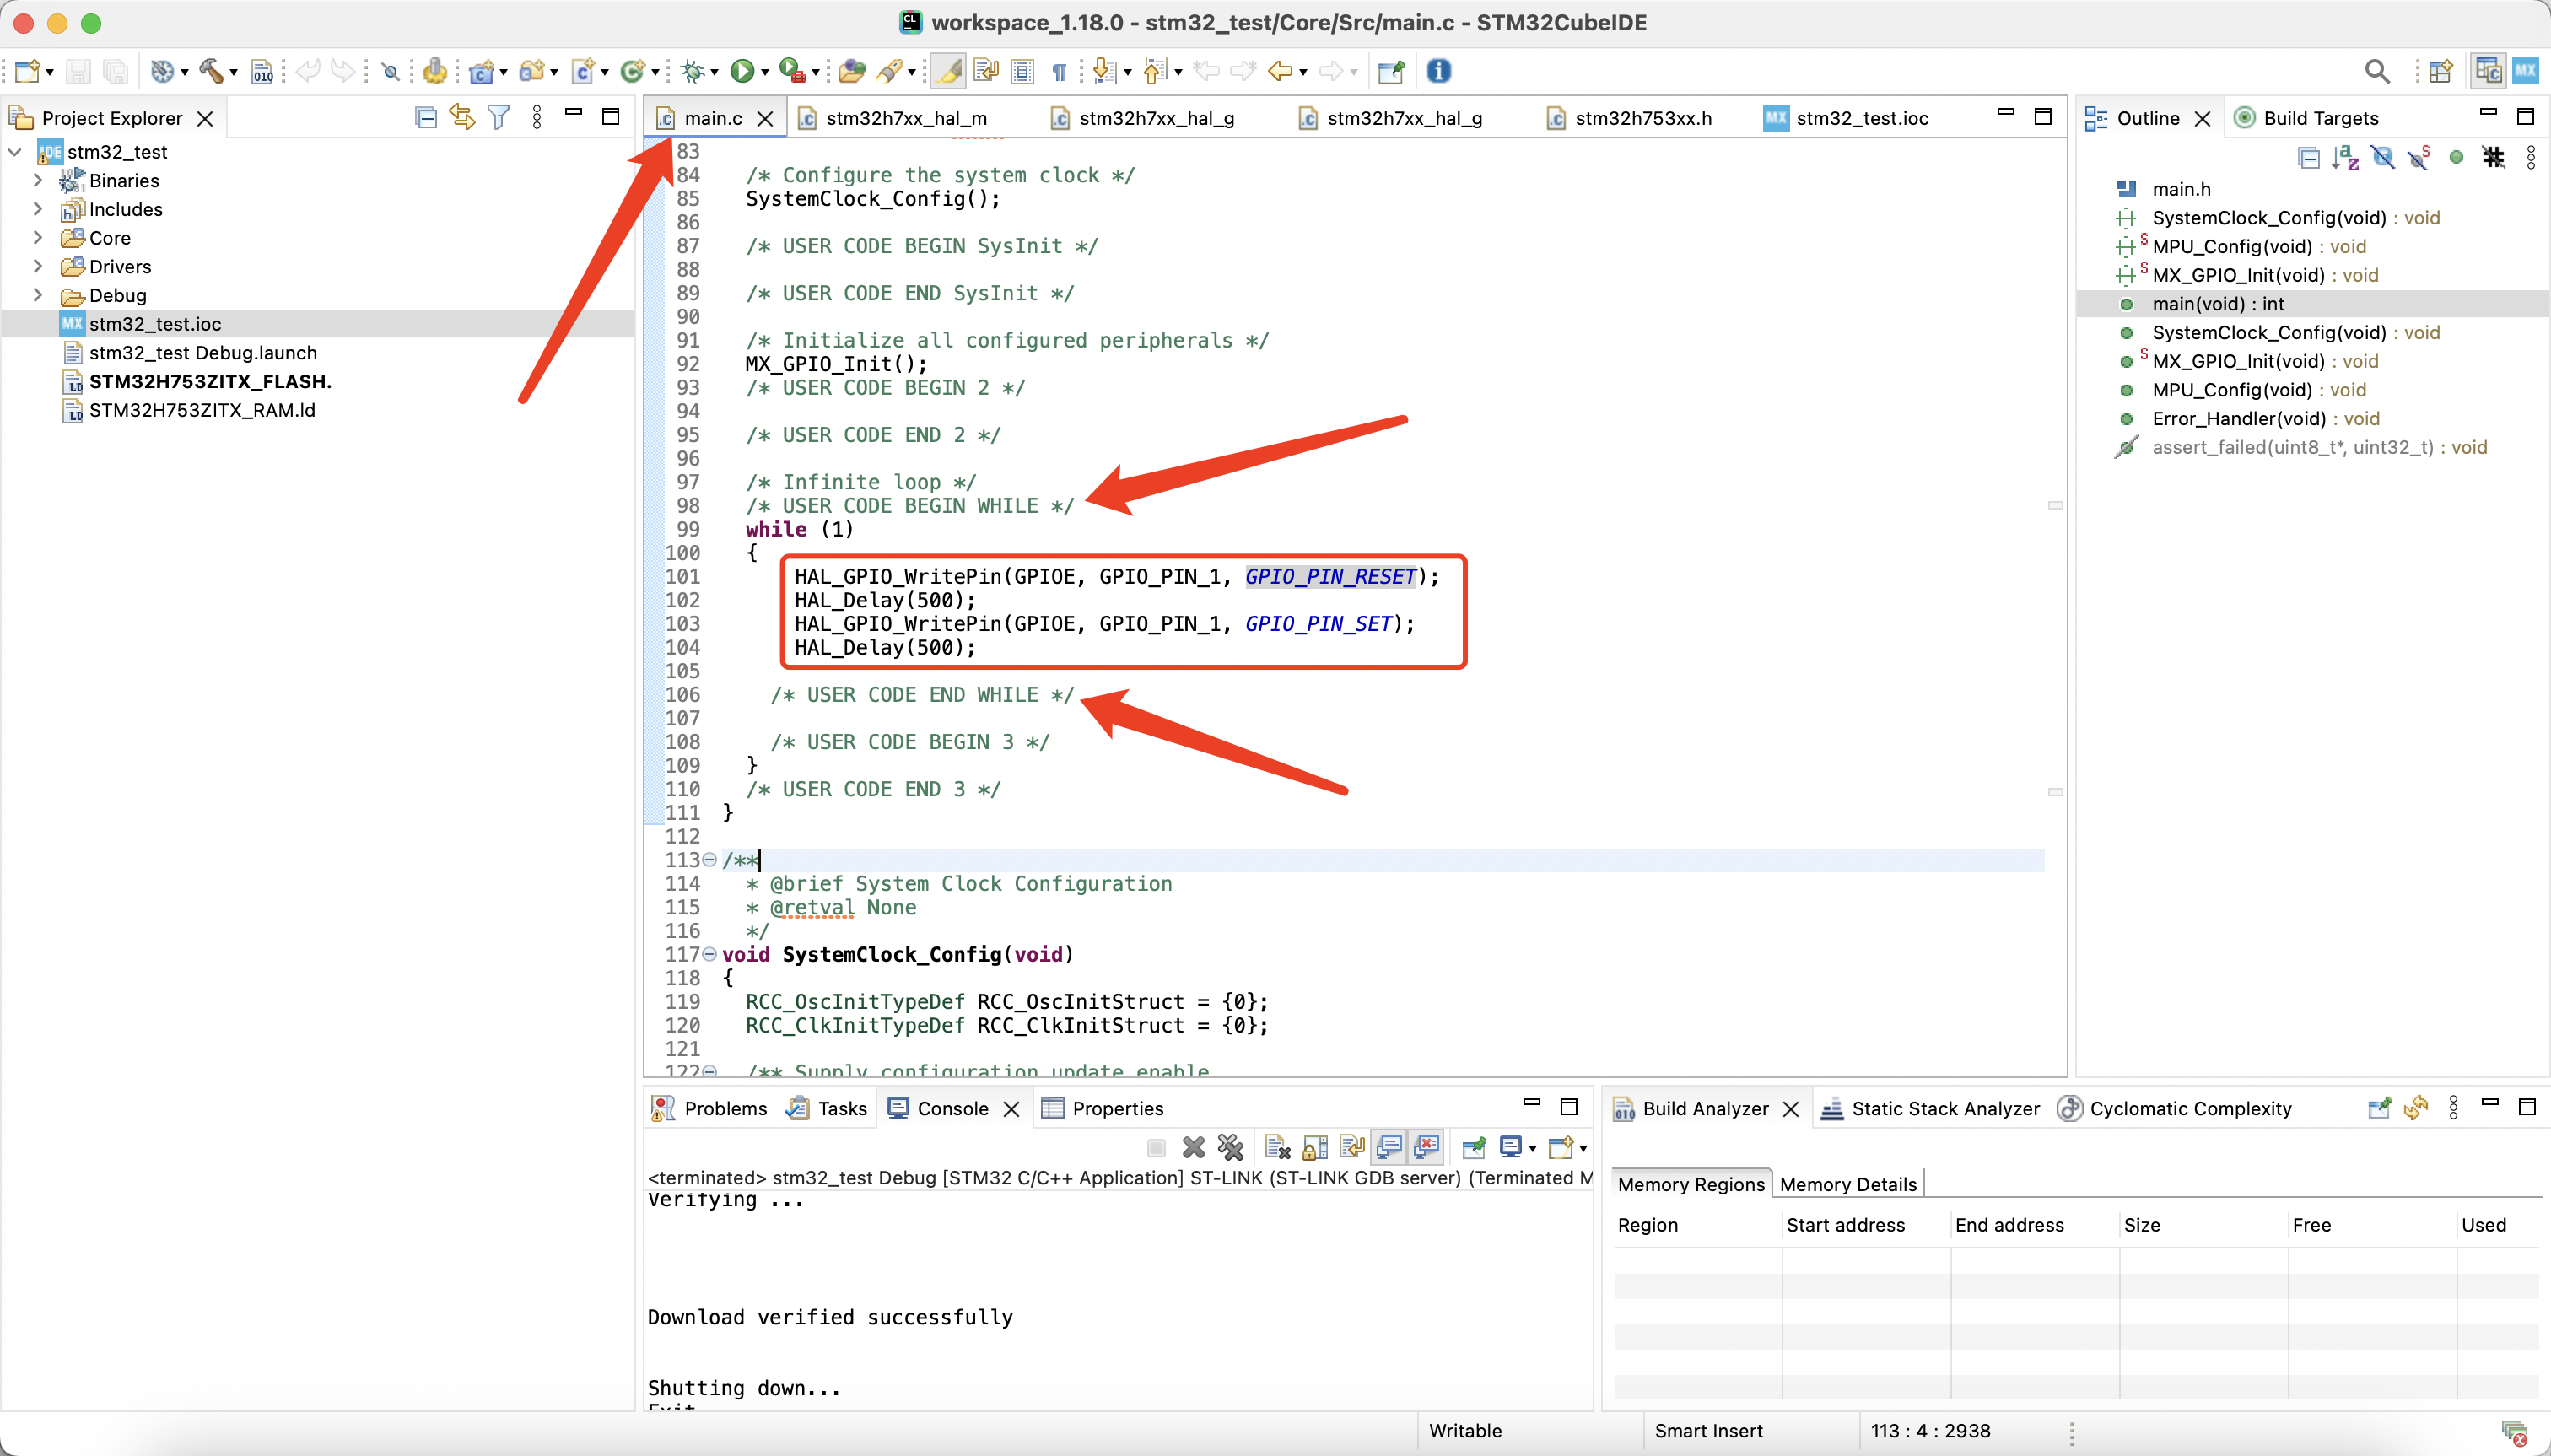 workspace_1.18.0 - stm32_test/Core/Src/main.c - STM32CubeIDE
Project Explorer
stm32_test
Binaries
Includes
Core
Drivers
Debug
stm32_test.ioc
stm32_test Debug.launch
STM32H753ZITX_FLASH.
STM32H753ZITX_RAM.ld
main.c
stm32h7xx_hal_m
stm32h7xx_hal_g
stm32h7xx_hal_g
stm32h753xx.h
stm32_test.ioc
83
84 /* Configure the system clock */
85 SystemClock_Config();
86
87 /* USER CODE BEGIN SysInit */
88
89 /* USER CODE END SysInit */
90
91 /* Initialize all configured peripherals */
92 MX_GPIO_Init();
93 /* USER CODE BEGIN 2 */
94
95 /* USER CODE END 2 */
96
97 /* Infinite loop */
98 /* USER CODE BEGIN WHILE */
99 while (1)
100 {
101 HAL_GPIO_WritePin(GPIOE, GPIO_PIN_1, GPIO_PIN_RESET);
102 HAL_Delay(500);
103 HAL_GPIO_WritePin(GPIOE, GPIO_PIN_1, GPIO_PIN_SET);
104 HAL_Delay(500);
105
106 /* USER CODE END WHILE */
107
108 /* USER CODE BEGIN 3 */
109 }
110 /* USER CODE END 3 */
111 }
112
113 /**
114 * @brief System Clock Configuration
115 * @retval None
116 */
117 void SystemClock_Config(void)
118 {
119 RCC_OscInitTypeDef RCC_OscInitStruct = {0};
120 RCC_ClkInitTypeDef RCC_ClkInitStruct = {0};
121
122 /** Supply configuration update enable
Outline
Build Targets
main.h
SystemClock_Config(void) : void
MPU_Config(void) : void
MX_GPIO_Init(void) : void
main(void) : int
SystemClock_Config(void) : void
MX_GPIO_Init(void) : void
MPU_Config(void) : void
Error_Handler(void) : void
assert_failed(uint8_t*, uint32_t) : void
Problems
Tasks
Console
Properties
<terminated> stm32_test Debug [STM32 C/C++ Application] ST-LINK (ST-LINK GDB server) (Terminated M
Verifying ...
Download verified successfully
Shutting down...
Exit
Build Analyzer
Static Stack Analyzer
Cyclomatic Complexity
Memory Regions
Memory Details
Region Start address End address Size Free Used
Writable
Smart Insert
113 : 4 : 2938